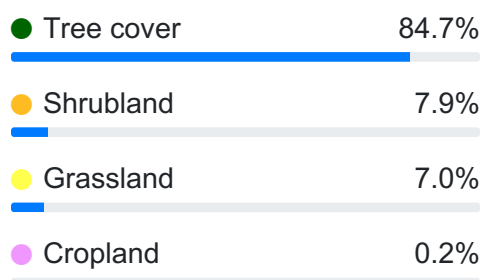 Tree cover 84.7%
Shrubland 7.9%
Grassland 7.0%
Cropland 0.2%